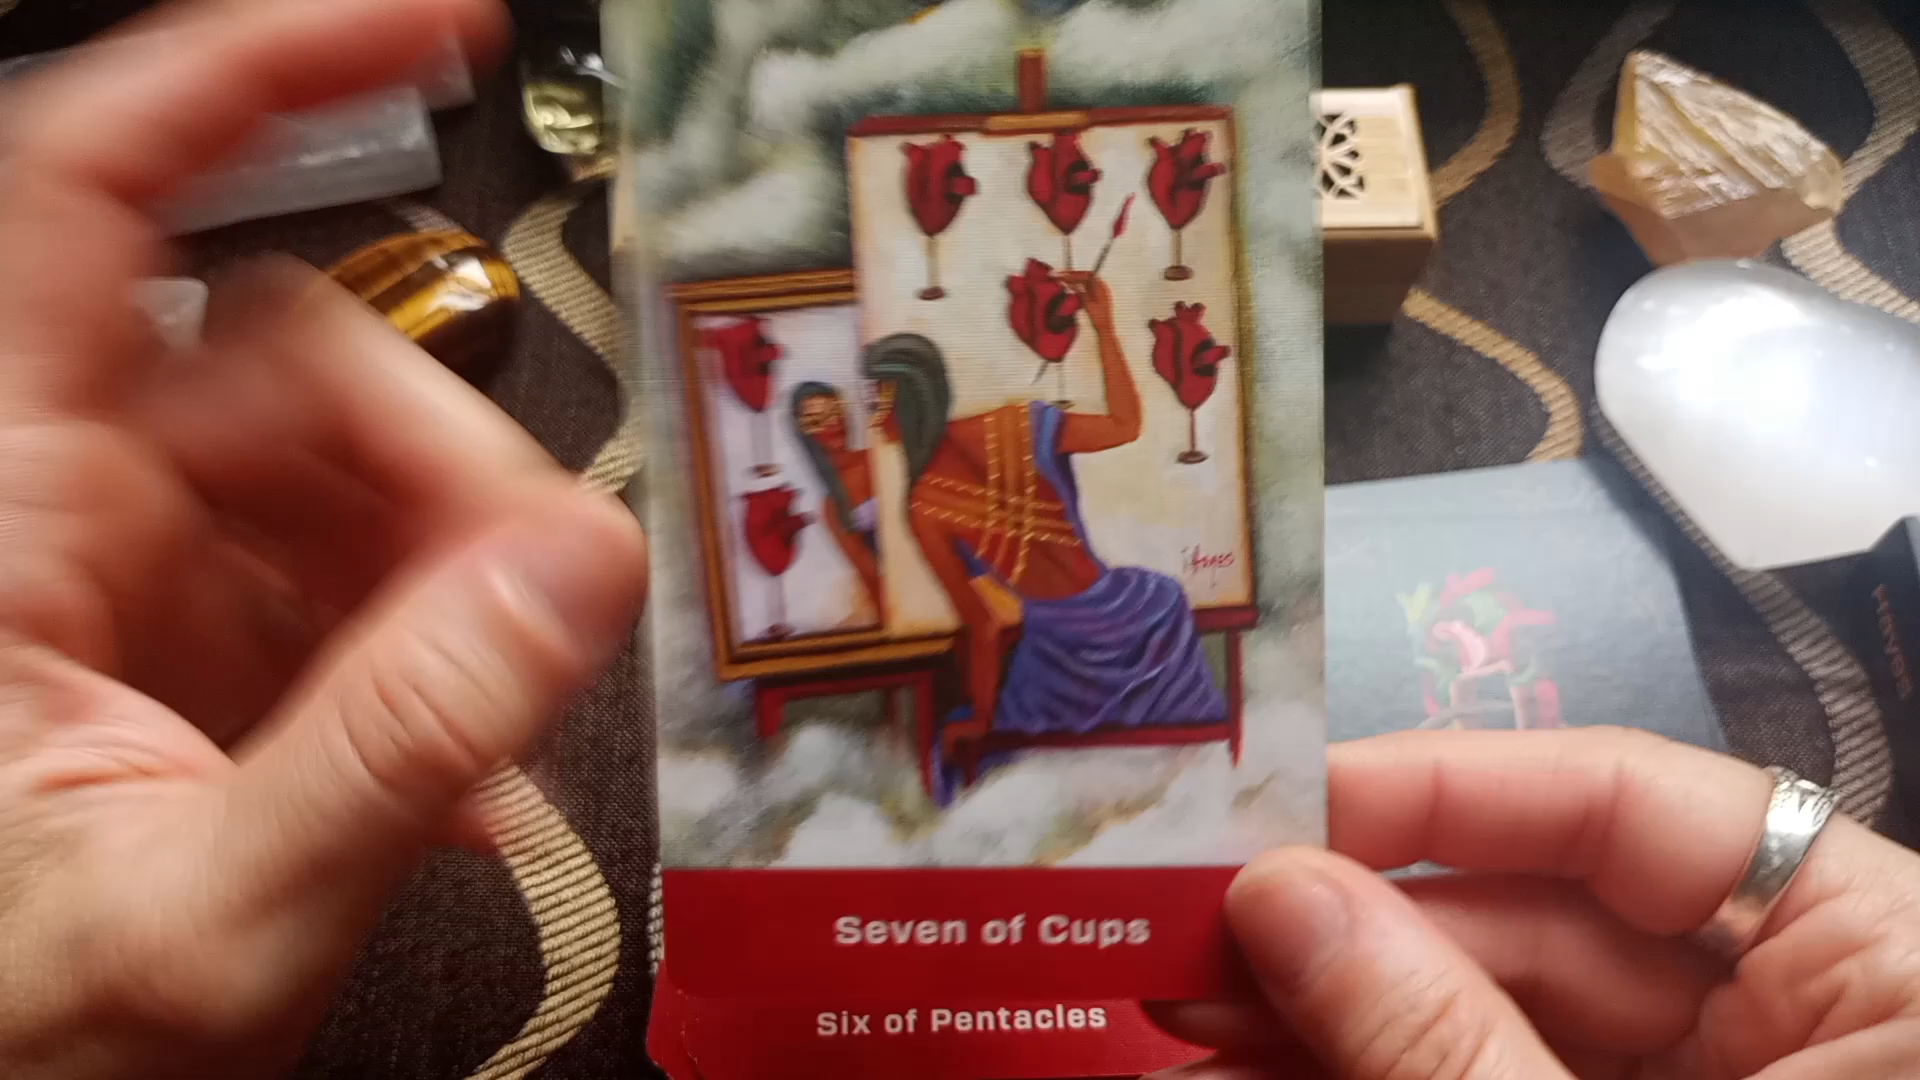 Seven of Cups
Six of Pentacles